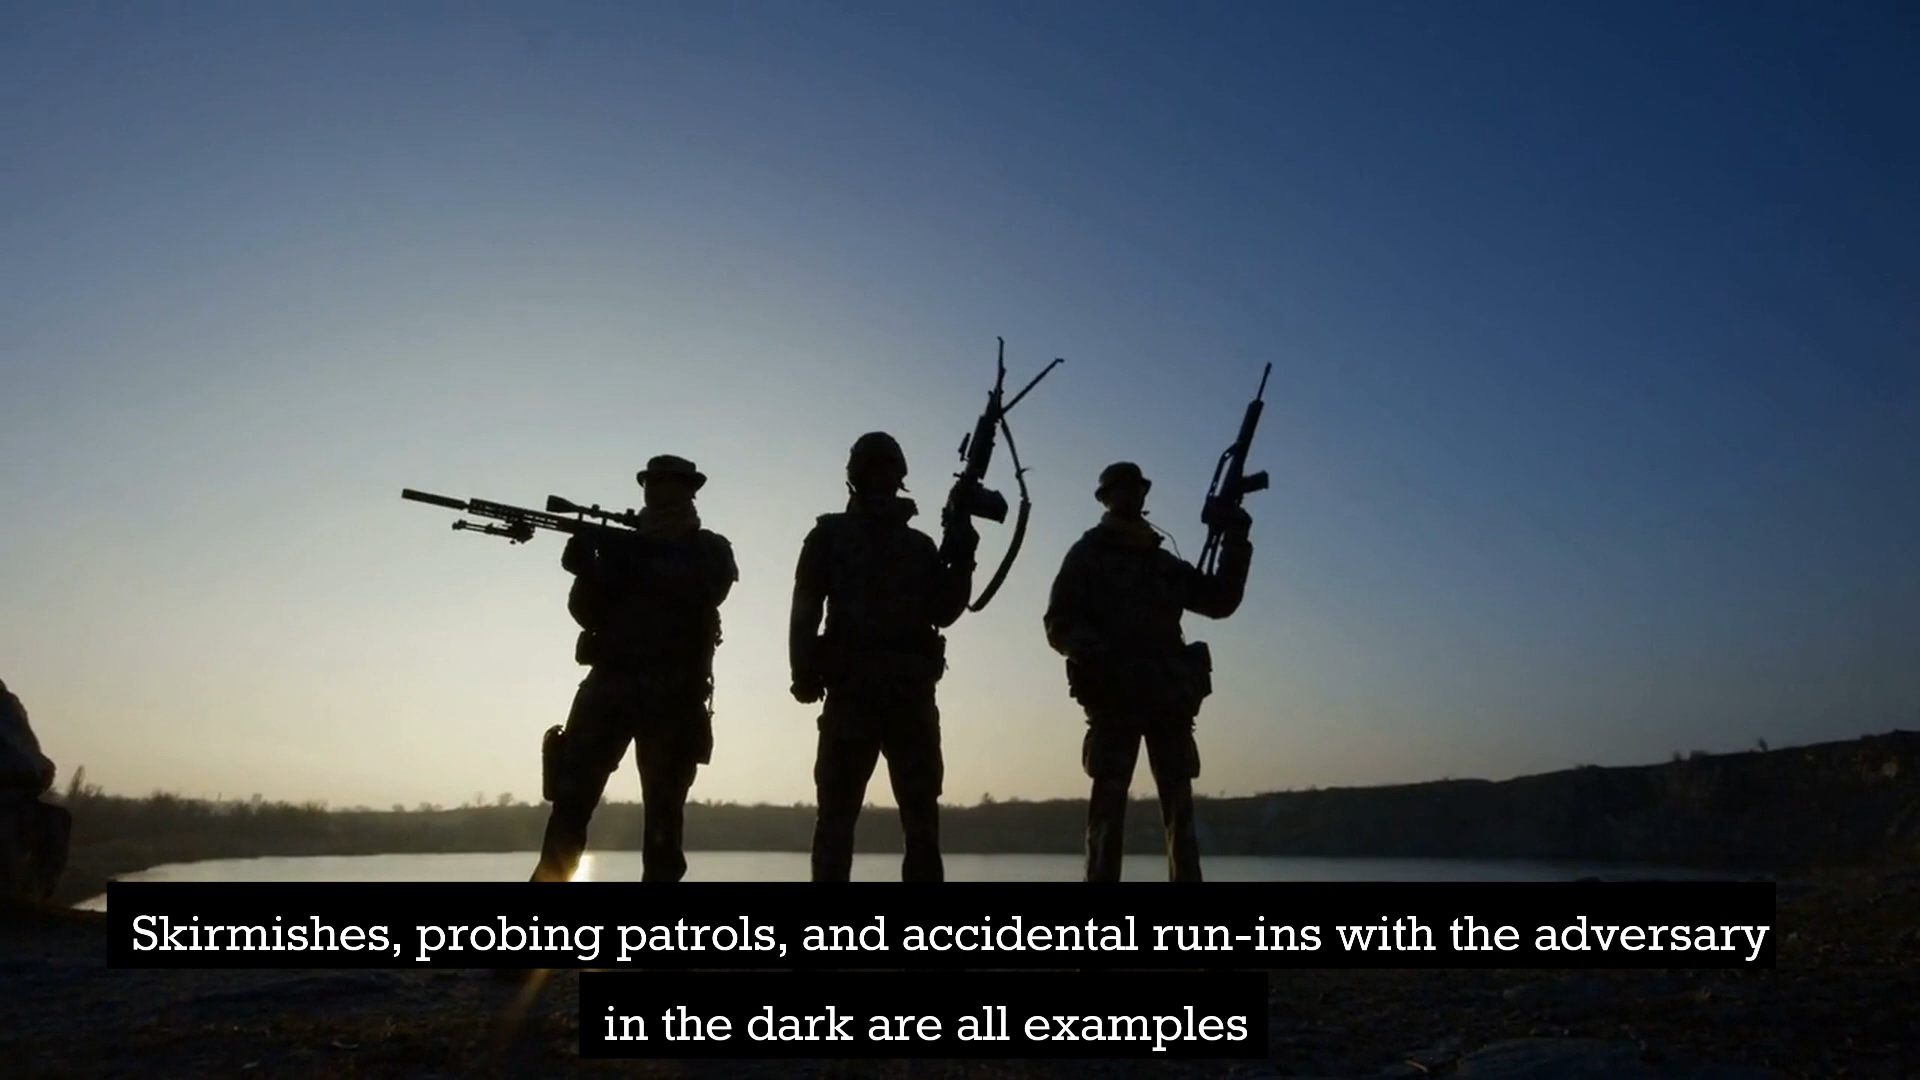 Skirmishes, probing patrols, and accidental run-ins with the adversary
in the dark are all examples